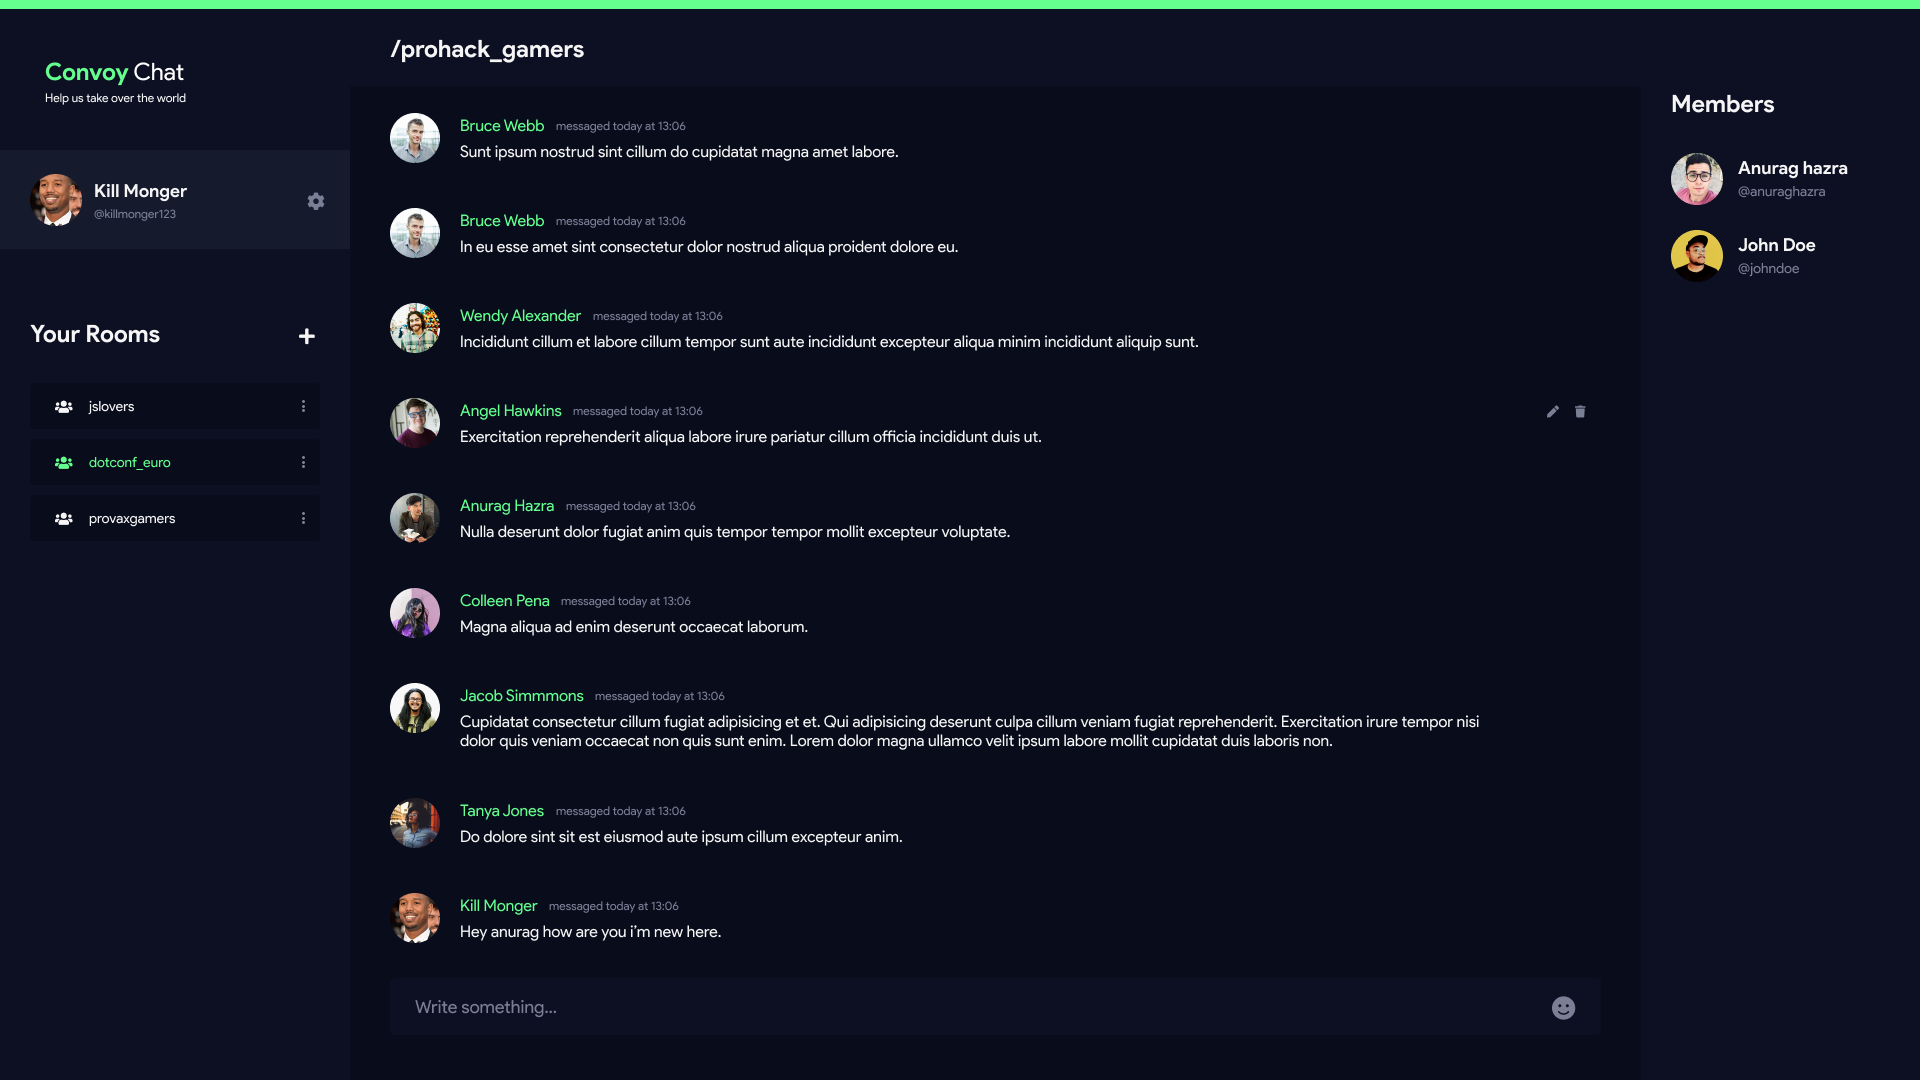 /prohack_gamers
Convoy Chat
Help us take over the world
Kill Monger
@killmonger123
Your Rooms
jslovers
dotconf_euro
provaxgamers
Bruce Webb messaged today at 13:06
Sunt ipsum nostrud sint cillum do cupidatat magna amet labore.
Bruce Webb messaged today at 13:06
In eu esse amet sint consectetur dolor nostrud aliqua proident dolore eu.
Wendy Alexander messaged today at 13:06
Incididunt cillum et labore cillum tempor sunt aute incididunt excepteur aliqua minim incididunt aliquip sunt.
Angel Hawkins messaged today at 13:06
Exercitation reprehenderit aliqua labore irure pariatur cillum officia incididunt duis ut.
Anurag Hazra messaged today at 13:06
Nulla deserunt dolor fugiat anim quis tempor tempor mollit excepteur voluptate.
Colleen Pena messaged today at 13:06
Magna aliqua ad enim deserunt occaecat laborum.
Jacob Simmmons messaged today at 13:06
Cupidatat consectetur cillum fugiat adipisicing et et. Qui adipisicing deserunt culpa cillum veniam fugiat reprehenderit. Exercitation irure tempor nisi
dolor quis veniam occaecat non quis sunt enim. Lorem dolor magna ullamco velit ipsum labore mollit cupidatat duis laboris non.
Tanya Jones messaged today at 13:06
Do dolore sint sit est eiusmod aute ipsum cillum excepteur anim.
Kill Monger messaged today at 13:06
Hey anurag how are you i’m new here.
Write something...
Members
Anurag hazra
@anuraghazra
John Doe
@johndoe